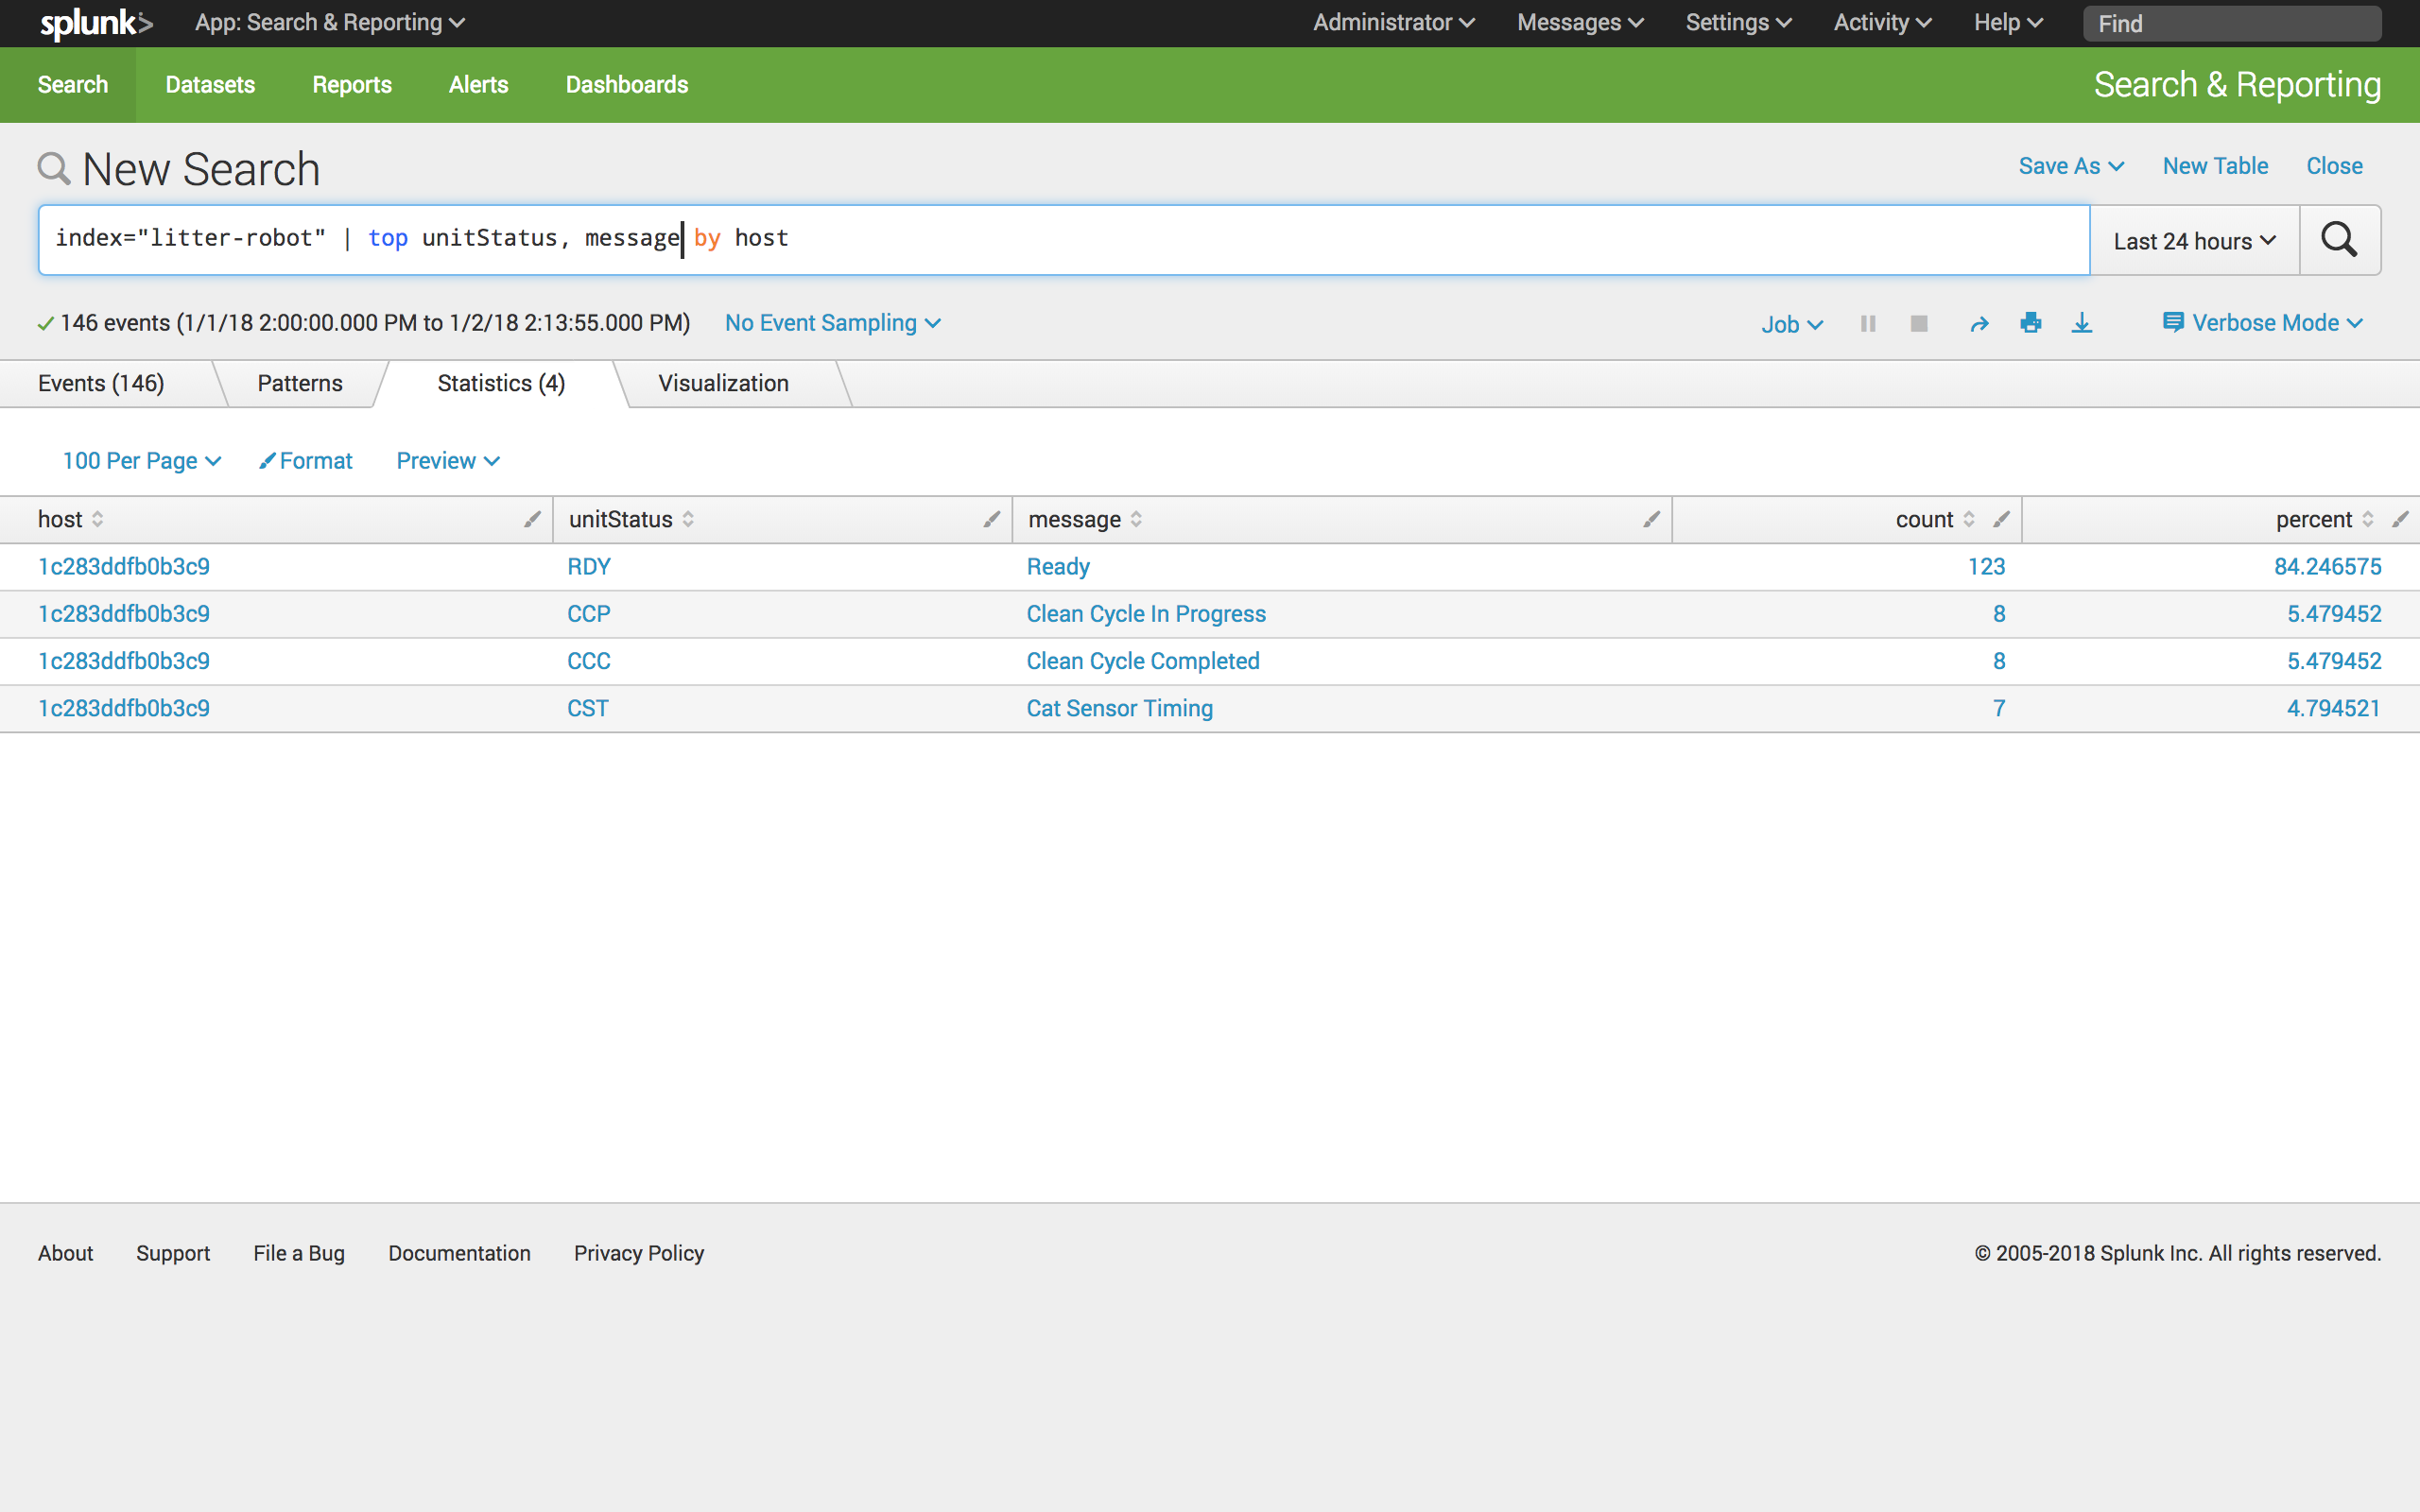 splunk> App: Search & Reporting Administrator Messages Settings Activity Help Find
Search Datasets Reports Alerts Dashboards Search & Reporting
New Search Save As New Table Close
index="litter-robot" | top unitStatus, message by host Last 24 hours
146 events (1/1/18 2:00:00.000 PM to 1/2/18 2:13:55.000 PM) No Event Sampling Job Verbose Mode
Events (146) Patterns Statistics (4) Visualization
100 Per Page Format Preview
host unitStatus message count percent
1c283ddfb0b3c9 RDY Ready 123 84.246575
1c283ddfb0b3c9 CCP Clean Cycle In Progress 8 5.479452
1c283ddfb0b3c9 CCC Clean Cycle Completed 8 5.479452
1c283ddfb0b3c9 CST Cat Sensor Timing 7 4.794521
About Support File a Bug Documentation Privacy Policy © 2005-2018 Splunk Inc. All rights reserved.